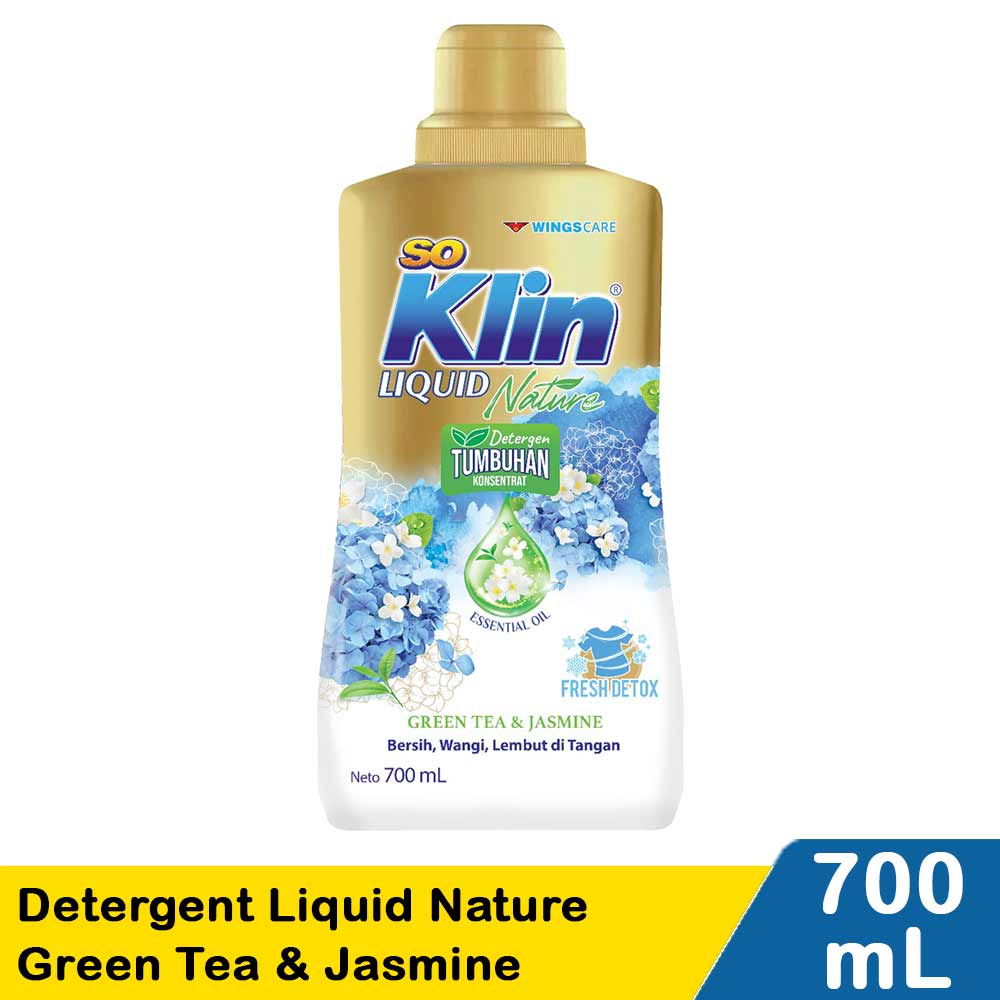 WINGSCARE
SO
Klin®
LIQUID Nature
Detergen
TUMBUHAN
KONSENTRAT
ESSENTIAL OIL
FRESH DETOX
GREEN TEA & JASMINE
Bersih, Wangi, Lembut di Tangan
Neto 700 mL
Detergent Liquid Nature
Green Tea & Jasmine
700
mL